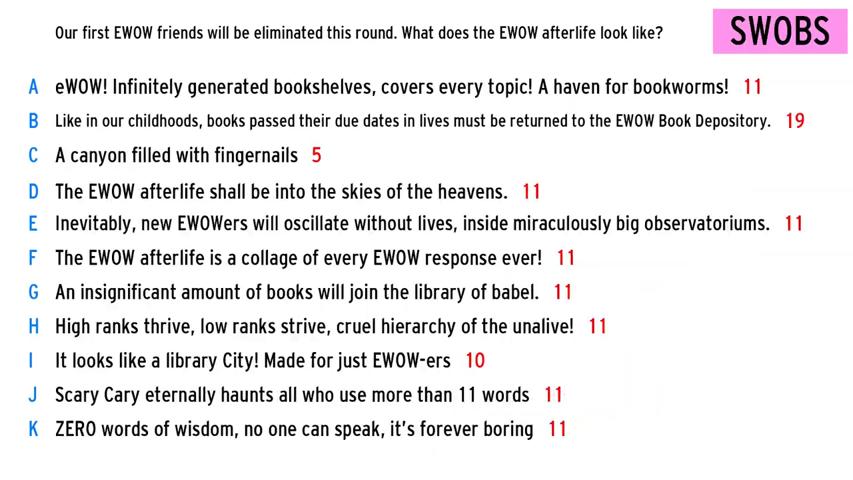 Our first EWOW friends will be eliminated this round. What does the EWOW afterlife look like?
SWOBS
A eWOW! Infinitely generated bookshelves, covers every topic! A haven for bookworms! 11
B Like in our childhoods, books passed their due dates in lives must be returned to the EWOW Book Depository. 19
C A canyon filled with fingernails 5
D The EWOW afterlife shall be into the skies of the heavens. 11
E Inevitably, new EWOWers will oscillate without lives, inside miraculously big observatoriums. 11
F The EWOW afterlife is a collage of every EWOW response ever! 11
G An insignificant amount of books will join the library of babel. 11
H High ranks thrive, low ranks strive, cruel hierarchy of the unalive! 11
I It looks like a library City! Made for just EWOW-ers 10
J Scary Cary eternally haunts all who use more than 11 words 11
K ZERO words of wisdom, no one can speak, it's forever boring 11